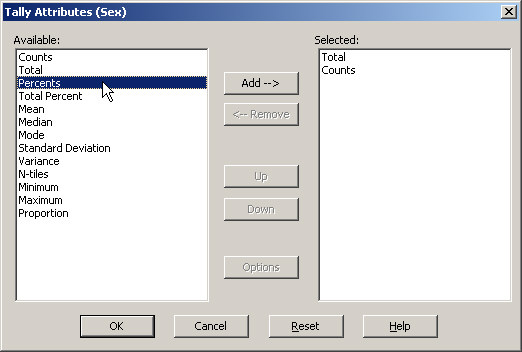 Tally Attributes (Sex)
Available:
Counts
Total
Percents
Total Percent
Mean
Median
Mode
Standard Deviation
Variance
N-tiles
Minimum
Maximum
Proportion
Add -->
<-- Remove
Up
Down
Options
Selected:
Total
Counts
OK
Cancel
Reset
Help